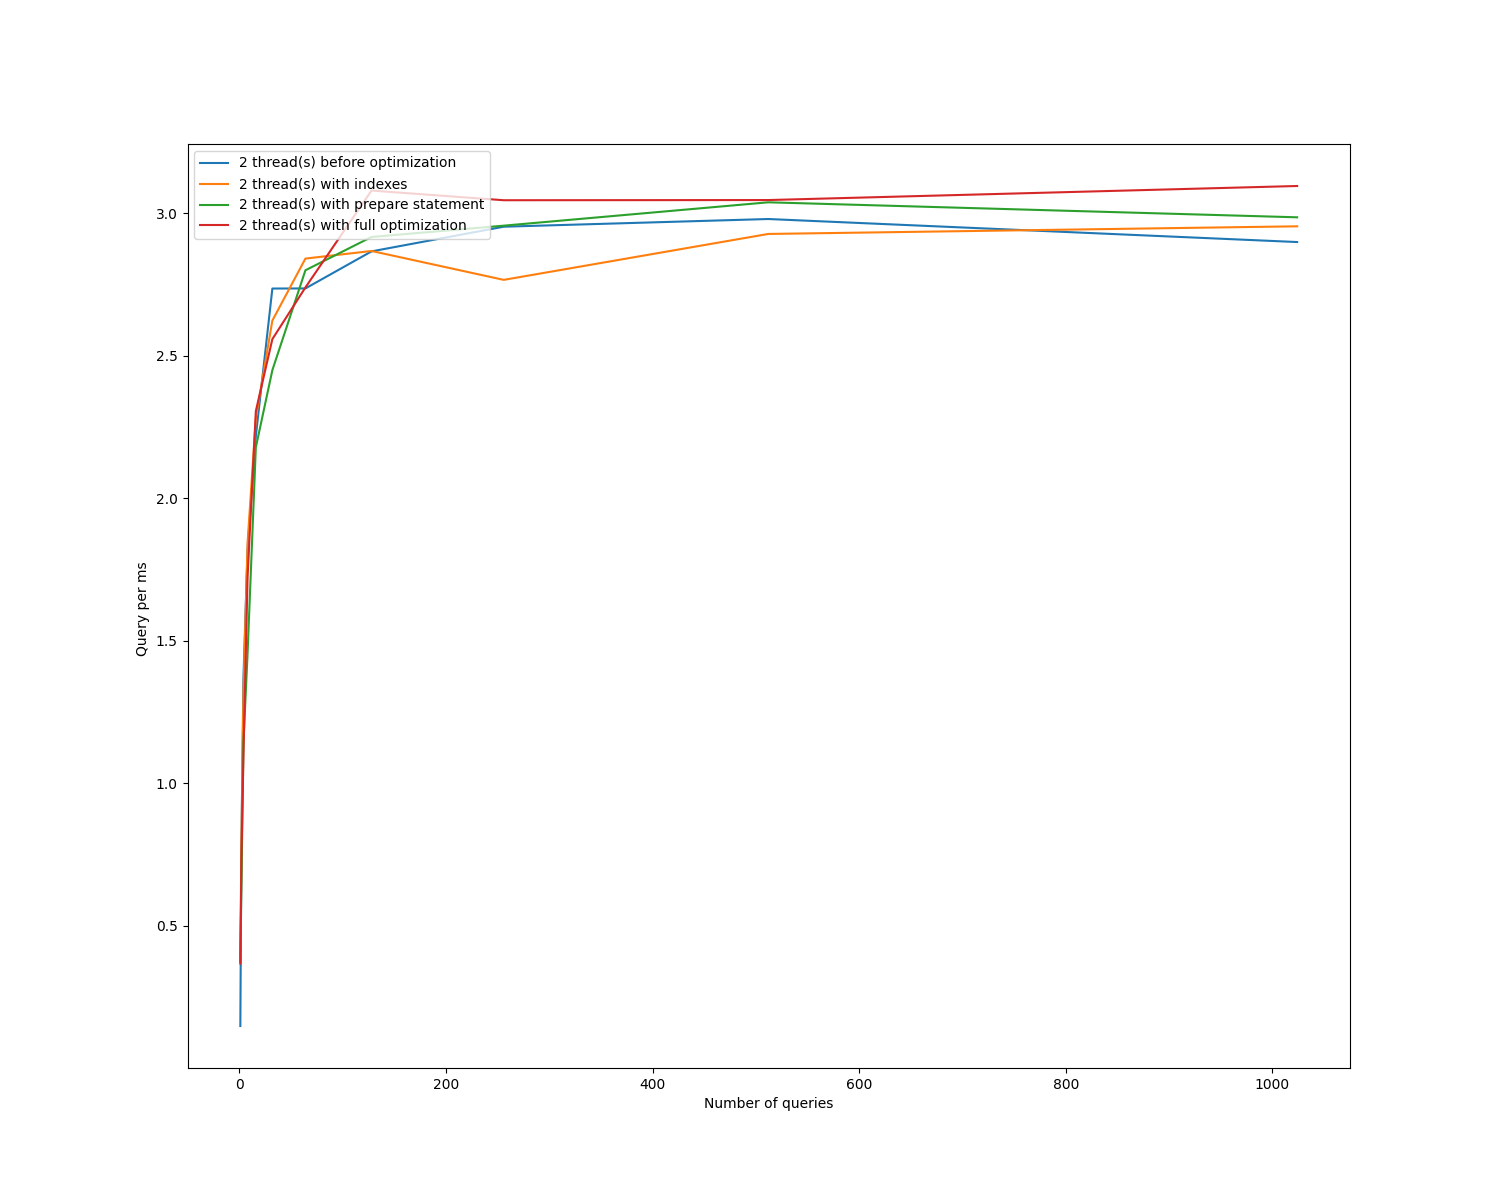 2 thread(s) before optimization
2 thread(s) with indexes
2 thread(s) with prepare statement
2 thread(s) with full optimization
3.0
2.5
2.0
1.5
1.0
0.5
Query per ms
0 200 400 600 800 1000
Number of queries